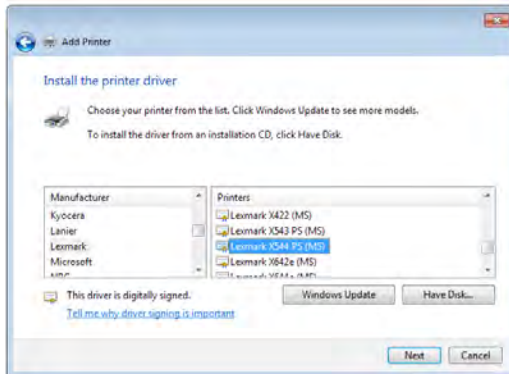 Add Printer
Install the printer driver
Choose your printer from the list. Click Windows Update to see more models.
To install the driver from an installation CD, click Have Disk.
Manufacturer
Kyocera
Lanier
Lexmark
Microsoft
Printers
Lexmark X422 (MS)
Lexmark X543 PS (MS)
Lexmark X544 PS (MS)
Lexmark X642e (MS)
This driver is digitally signed.
Tell me why driver signing is important
Windows Update
Have Disk...
Next
Cancel